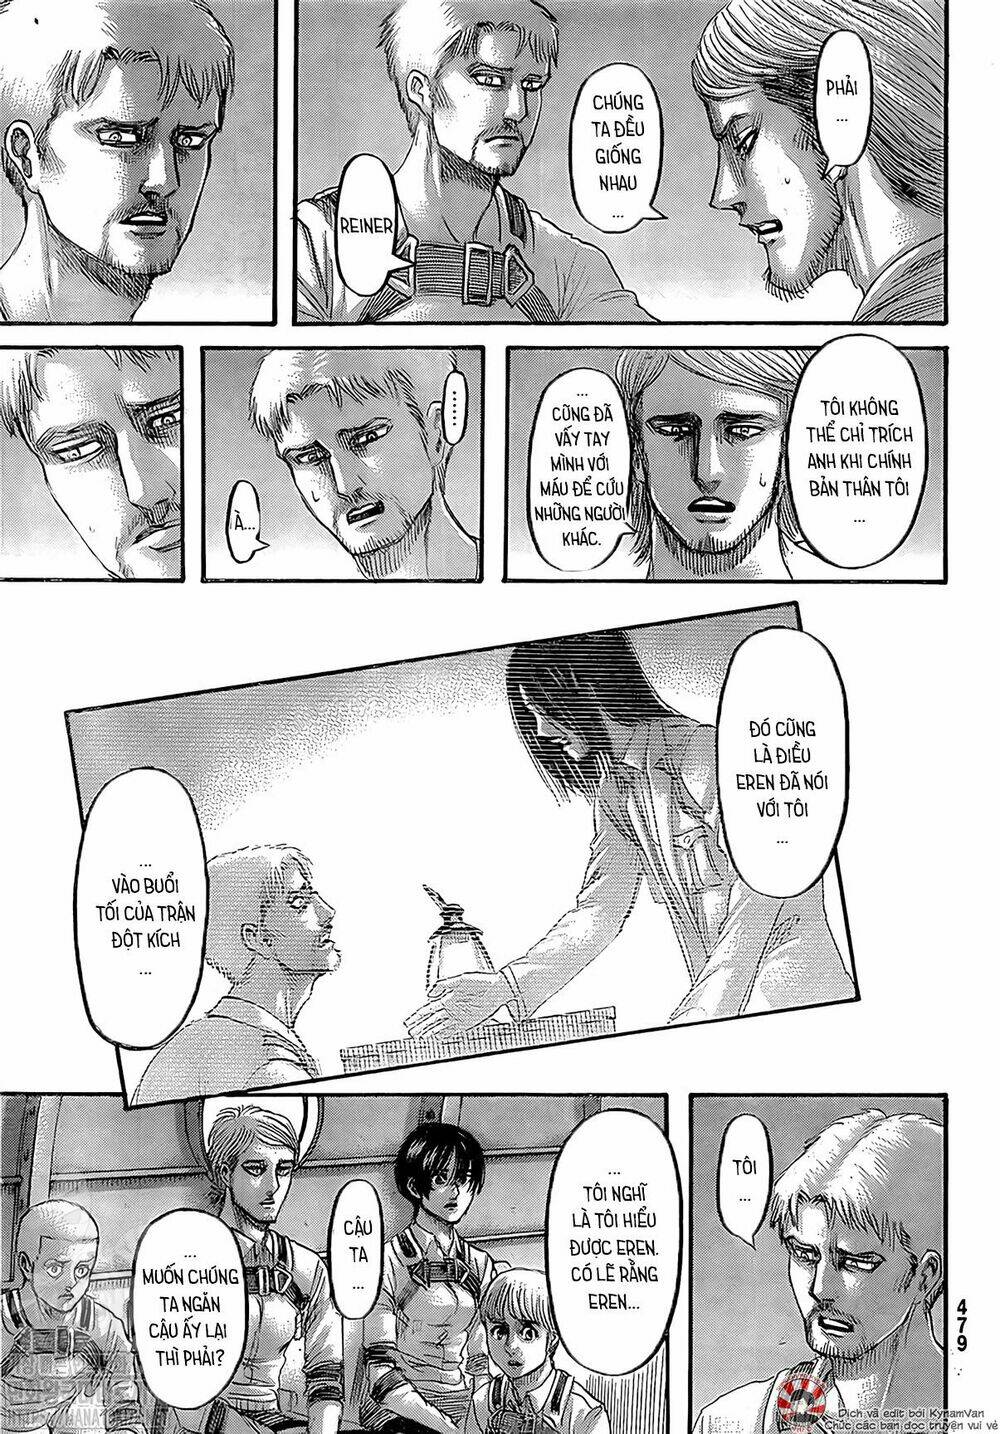 PHẢI
...
CHÚNG
TA ĐỀU
GIỐNG
NHAU
...
REINER
TÔI KHÔNG
THỂ CHỈ TRÍCH
ANH KHI CHÍNH
BẢN THÂN TÔI
...
...
CŨNG ĐÃ
VẤY TAY
MÌNH VỚI
MÁU ĐỂ CỨU
NHỮNG NGƯỜI
KHÁC.
.......
À...
ĐÓ CŨNG
LÀ ĐIỀU
EREN ĐÃ NÓI
VỚI TÔI
...
...
VÀO BUỔI
TỐI CỦA TRẬN
ĐỘT KÍCH
...
TÔI
...
...
TÔI NGHĨ
LÀ TÔI HIỂU
ĐƯỢC EREN.
CÓ LẼ RẰNG
EREN...
CẬU
TA
...
...
MUỐN CHÚNG
TA NGĂN
CẬU ẤY LẠI
THÌ PHẢI?
479
Dịch và edit bởi KynamVan
Chúc các bạn đọc truyện vui vẻ